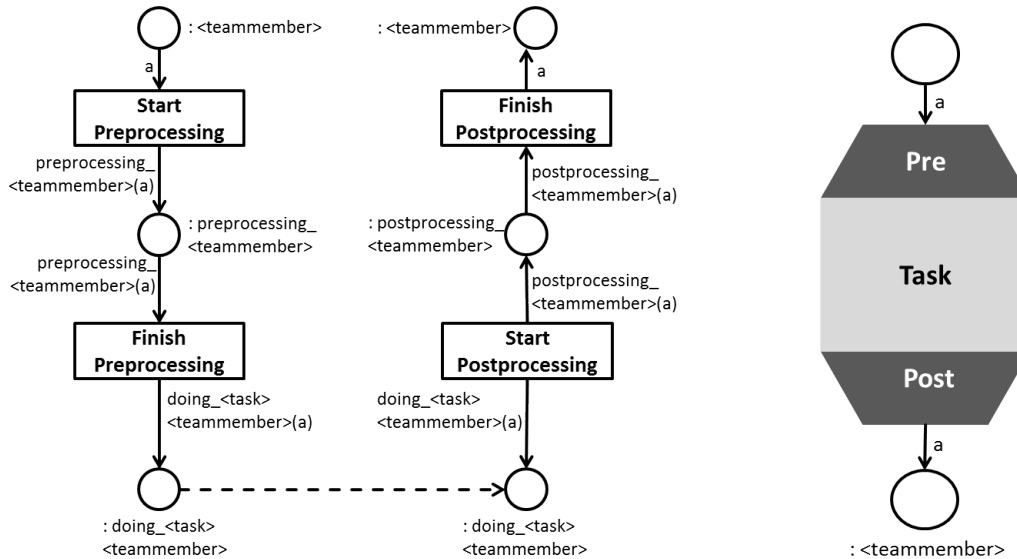 : <teammember>
a
Start
Preprocessing
preprocessing_
<teammember>(a)
: preprocessing_
<teammember>
preprocessing_
<teammember>(a)
Finish
Preprocessing
doing_<task>
<teammember>(a)
: doing_<task>
<teammember>
: <teammember>
a
Finish
Postprocessing
postprocessing_
<teammember>(a)
: postprocessing_
<teammember>
postprocessing_
<teammember>(a)
Start
Postprocessing
doing_<task>
<teammember>(a)
: doing_<task>
<teammember>
a
Pre
Task
Post
a
: <teammember>